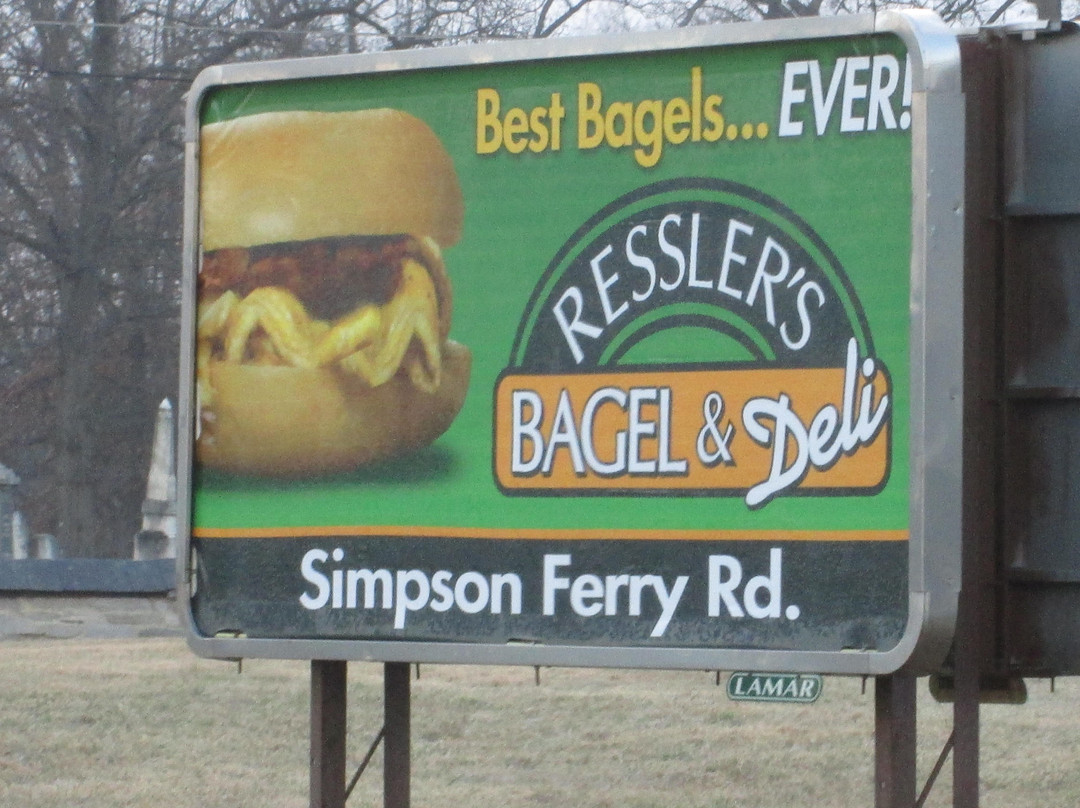 Best Bagels... EVER!
RESSLER'S
BAGEL & Deli
Simpson Ferry Rd.
LAMAR